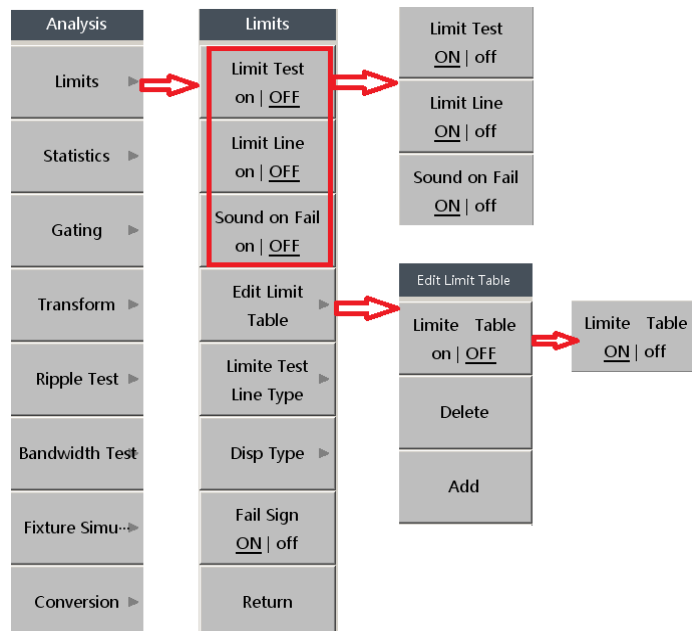 Analysis
Limits
Statistics
Gating
Transform
Ripple Test
Bandwidth Test
Fixture Simu···
Conversion
Limits
Limit Test
on | OFF
Limit Line
on | OFF
Sound on Fail
on | OFF
Edit Limit
Table
Limite Test
Line Type
Disp Type
Fail Sign
ON | off
Return
Limit Test
ON | off
Limit Line
ON | off
Sound on Fail
ON | off
Edit Limit Table
Limite Table
on | OFF
Delete
Add
Limite Table
ON | off